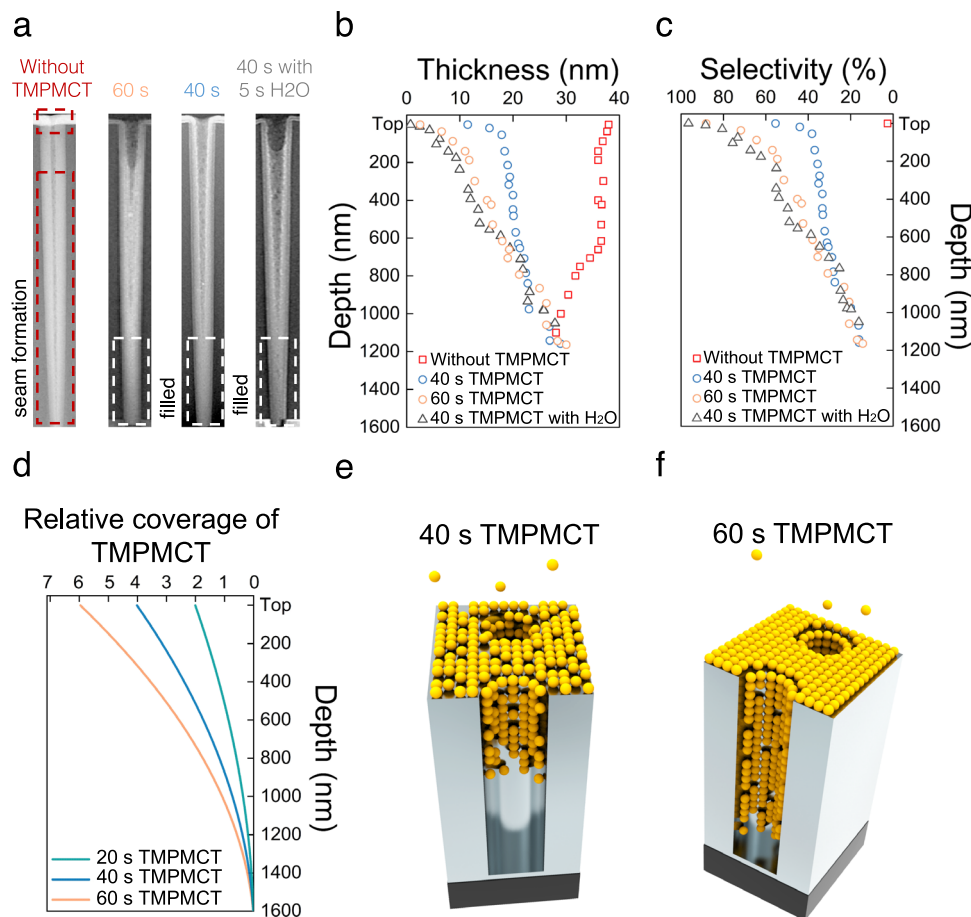 a
Without
TMPMCT
60 s
40 s
40 s with
5 s H2O
seam formation
filled
filled
b
Thickness (nm)
0 10 20 30 40
Top
200
400
600
800
1000
1200
1400
1600
Depth (nm)
Without TMPMCT
40 s TMPMCT
60 s TMPMCT
40 s TMPMCT with H2O
c
Selectivity (%)
100 80 60 40 20 0
Top
200
400
600
800
1000
1200
1400
1600
Depth (nm)
Without TMPMCT
40 s TMPMCT
60 s TMPMCT
40 s TMPMCT with H2O
d
Relative coverage of
TMPMCT
7 6 5 4 3 2 1 0
Top
200
400
600
800
1000
1200
1400
1600
Depth (nm)
20 s TMPMCT
40 s TMPMCT
60 s TMPMCT
e
40 s TMPMCT
f
60 s TMPMCT